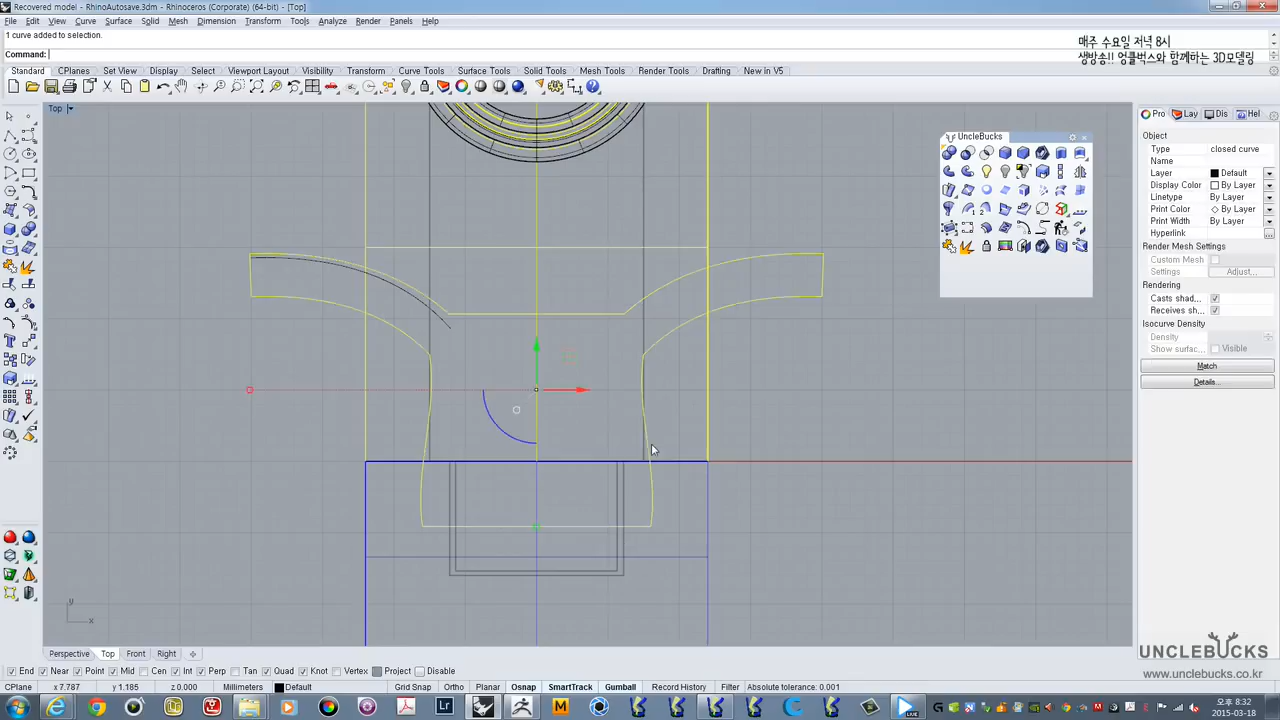 Recovered model - RhinoAutosave.3dm - Rhinoceros (Corporate) (64-bit) - [Top]
File Edit View Curve Surface Solid Mesh Dimension Transform Tools Analyze Render Panels Help
1 curve added to selection.
Command:
매주 수요일 저녁 8시
생방송!! 엉클벅스와 함께하는 3D모델링
Standard CPlanes Set View Display Select Viewport Layout Visibility Transform Curve Tools Surface Tools Solid Tools Mesh Tools Render Tools Drafting New in V5
Top
Pro Lay Dis Hel
UncleBucks
Object
Type closed curve
Name
Layer Default
Display Color By Layer
Linetype By Layer
Print Color By Layer
Print Width By Layer
Hyperlink
Render Mesh Settings
Custom Mesh
Settings Adjust...
Rendering
Casts shad...
Receives sh...
Isocurve Density
Density
Show surfac... Visible
Match
Details...
y
x
Perspective Top Front Right
UNCLEBUCKS
www.unclebucks.co.kr
End Near Point Mid Cen Int Perp Tan Quad Knot Vertex Project Disable
CPlane x 7.787 y 1.185 z 0.000 Millimeters Default Grid Snap Ortho Planar Osnap SmartTrack Gumball Record History Filter Absolute tolerance: 0.001
오후 8:32
2015-03-18